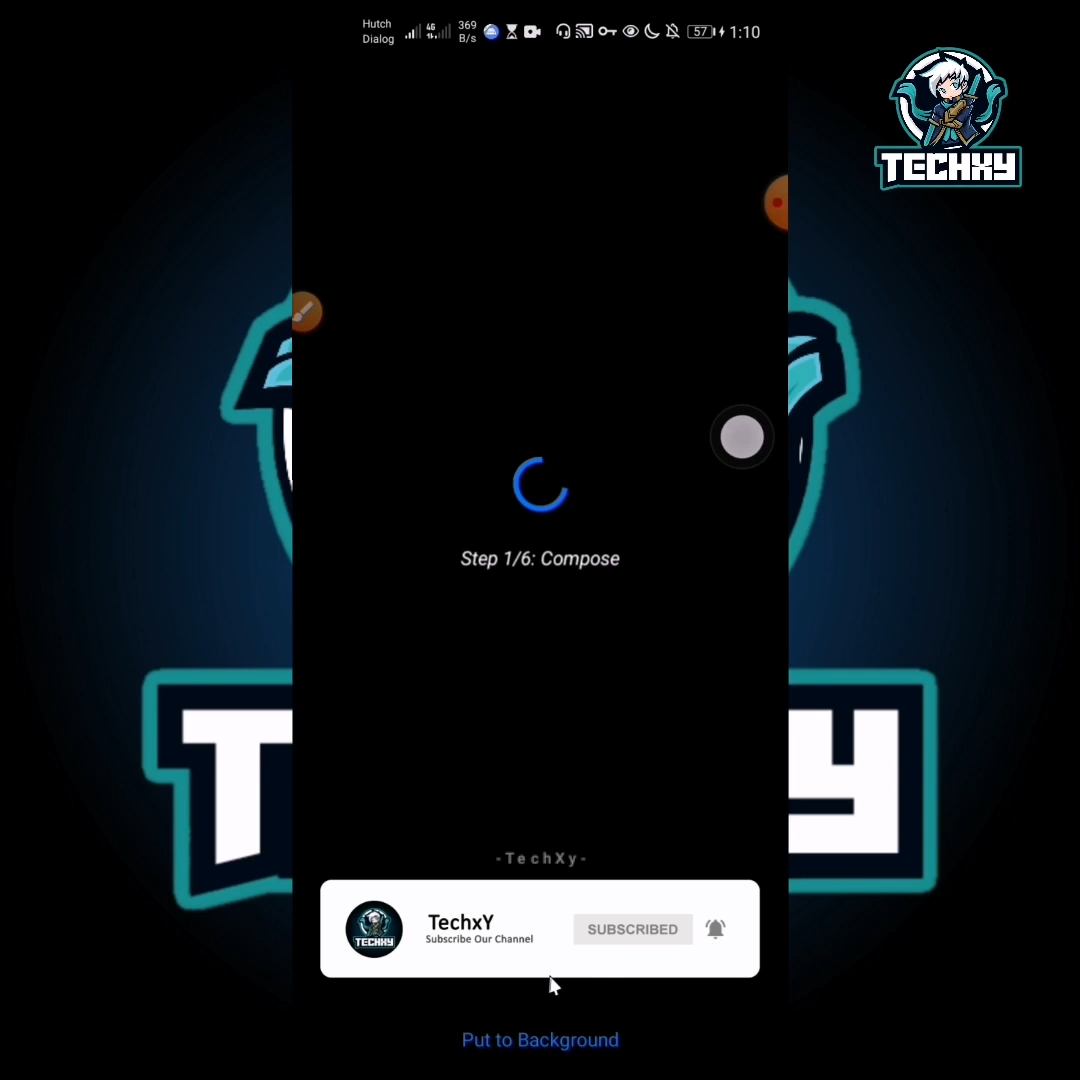 Hutch
Dialog
4G
369
B/s
57
1:10
TECHXY
Step 1/6: Compose
T
Y
-TechXy-
TECHXY
TechxY
Subscribe Our Channel
SUBSCRIBED
Put to Background